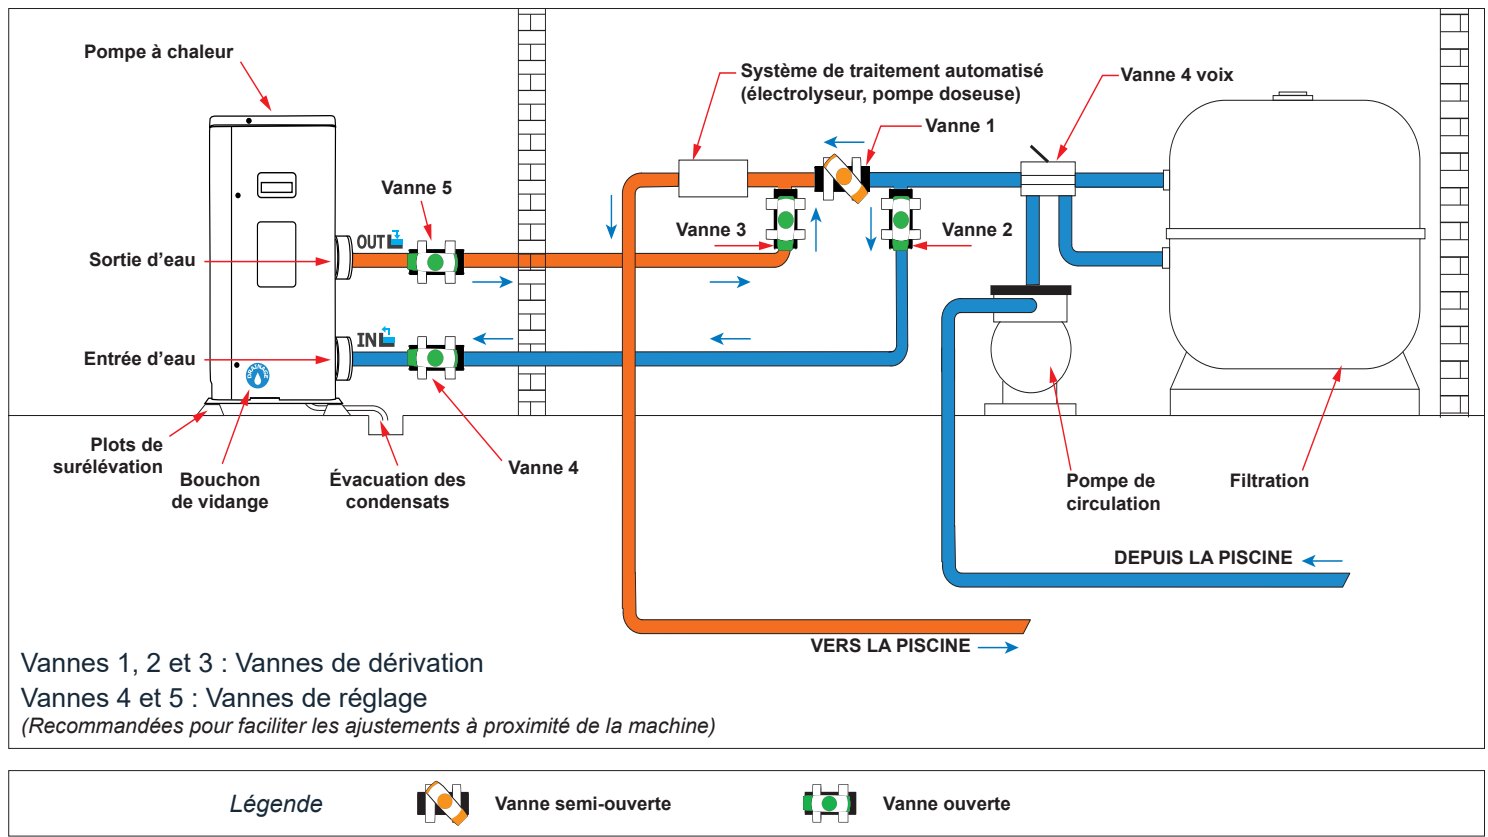 Pompe à chaleur
Système de traitement automatisé
(électrolyseur, pompe doseuse)
Vanne 4 voix
Vanne 1
Vanne 5
Vanne 3
Vanne 2
OUT
Sortie d'eau
IN
Entrée d'eau
Plots de
surélévation
Bouchon
de vidange
Évacuation des
condensats
Vanne 4
Pompe de
circulation
Filtration
DEPUIS LA PISCINE
VERS LA PISCINE
Vannes 1, 2 et 3 : Vannes de dérivation
Vannes 4 et 5 : Vannes de réglage
(Recommandées pour faciliter les ajustements à proximité de la machine)
Légende
Vanne semi-ouverte
Vanne ouverte